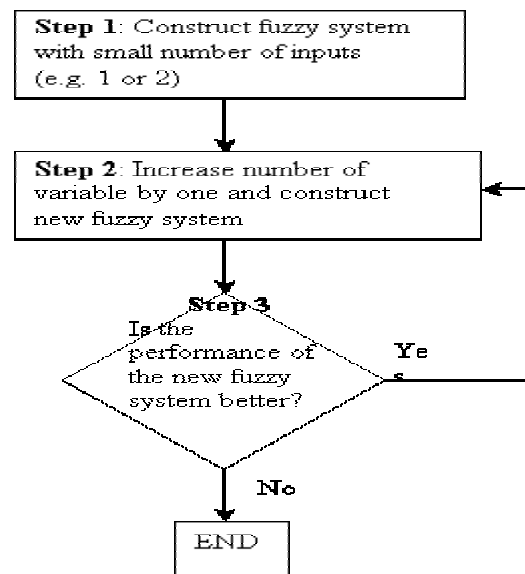 Step 1: Construct fuzzy system
with small number of inputs
(e.g. 1 or 2)
Step 2: Increase number of
variable by one and construct
new fuzzy system
Step 3
Is the
performance of
the new fuzzy
system better?
Ye
s
No
END